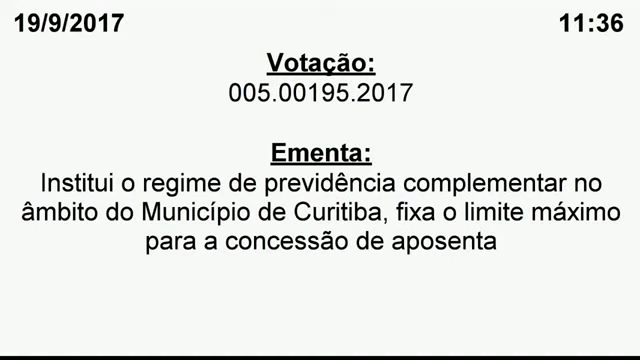 19/9/2017 11:36
Votação:
005.00195.2017
Ementa:
Institui o regime de previdência complementar no
âmbito do Município de Curitiba, fixa o limite máximo
para a concessão de aposenta